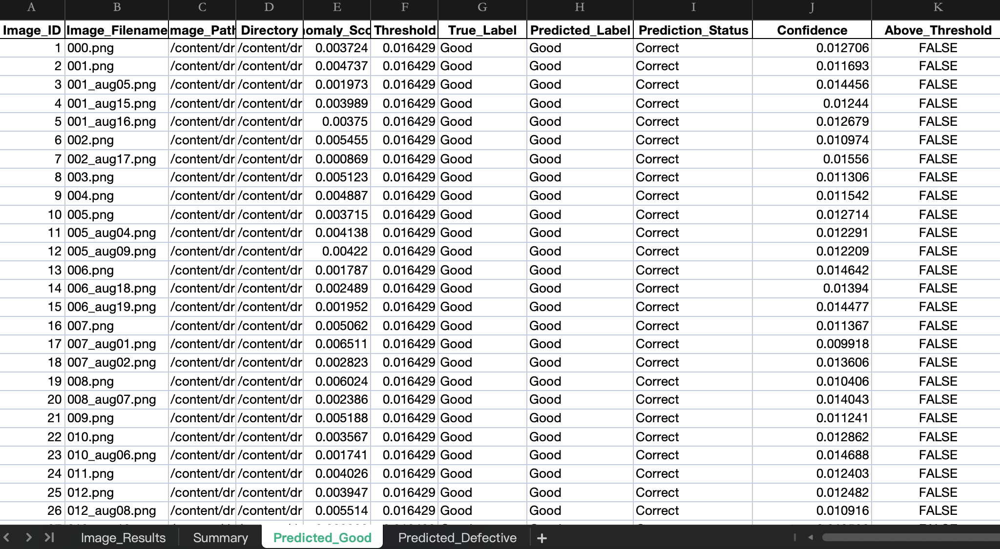 A B C D E F G H I J K
Image_ID Image_Filename mage_Path Directory nomaly_Sco Threshold True_Label Predicted_Label Prediction_Status Confidence Above_Threshold
1 000.png /content/dr /content/dr 0.003724 0.016429 Good Good Correct 0.012706 FALSE
2 001.png /content/dr /content/dr 0.004737 0.016429 Good Good Correct 0.011693 FALSE
3 001_aug05.png /content/dr /content/dr 0.001973 0.016429 Good Good Correct 0.014456 FALSE
4 001_aug15.png /content/dr /content/dr 0.003989 0.016429 Good Good Correct 0.01244 FALSE
5 001_aug16.png /content/dr /content/dr 0.00375 0.016429 Good Good Correct 0.012679 FALSE
6 002.png /content/dr /content/dr 0.005455 0.016429 Good Good Correct 0.010974 FALSE
7 002_aug17.png /content/dr /content/dr 0.000869 0.016429 Good Good Correct 0.01556 FALSE
8 003.png /content/dr /content/dr 0.005123 0.016429 Good Good Correct 0.011306 FALSE
9 004.png /content/dr /content/dr 0.004887 0.016429 Good Good Correct 0.011542 FALSE
10 005.png /content/dr /content/dr 0.003715 0.016429 Good Good Correct 0.012714 FALSE
11 005_aug04.png /content/dr /content/dr 0.004138 0.016429 Good Good Correct 0.012291 FALSE
12 005_aug09.png /content/dr /content/dr 0.00422 0.016429 Good Good Correct 0.012209 FALSE
13 006.png /content/dr /content/dr 0.001787 0.016429 Good Good Correct 0.014642 FALSE
14 006_aug18.png /content/dr /content/dr 0.002489 0.016429 Good Good Correct 0.01394 FALSE
15 006_aug19.png /content/dr /content/dr 0.001952 0.016429 Good Good Correct 0.014477 FALSE
16 007.png /content/dr /content/dr 0.005062 0.016429 Good Good Correct 0.011367 FALSE
17 007_aug01.png /content/dr /content/dr 0.006511 0.016429 Good Good Correct 0.009918 FALSE
18 007_aug02.png /content/dr /content/dr 0.002823 0.016429 Good Good Correct 0.013606 FALSE
19 008.png /content/dr /content/dr 0.006024 0.016429 Good Good Correct 0.010406 FALSE
20 008_aug07.png /content/dr /content/dr 0.002386 0.016429 Good Good Correct 0.014043 FALSE
21 009.png /content/dr /content/dr 0.005188 0.016429 Good Good Correct 0.011241 FALSE
22 010.png /content/dr /content/dr 0.003567 0.016429 Good Good Correct 0.012862 FALSE
23 010_aug06.png /content/dr /content/dr 0.001741 0.016429 Good Good Correct 0.014688 FALSE
24 011.png /content/dr /content/dr 0.004026 0.016429 Good Good Correct 0.012403 FALSE
25 012.png /content/dr /content/dr 0.003947 0.016429 Good Good Correct 0.012482 FALSE
26 012_aug08.png /content/dr /content/dr 0.005514 0.016429 Good Good Correct 0.010916 FALSE
Image_Results Summary Predicted_Good Predicted_Defective +